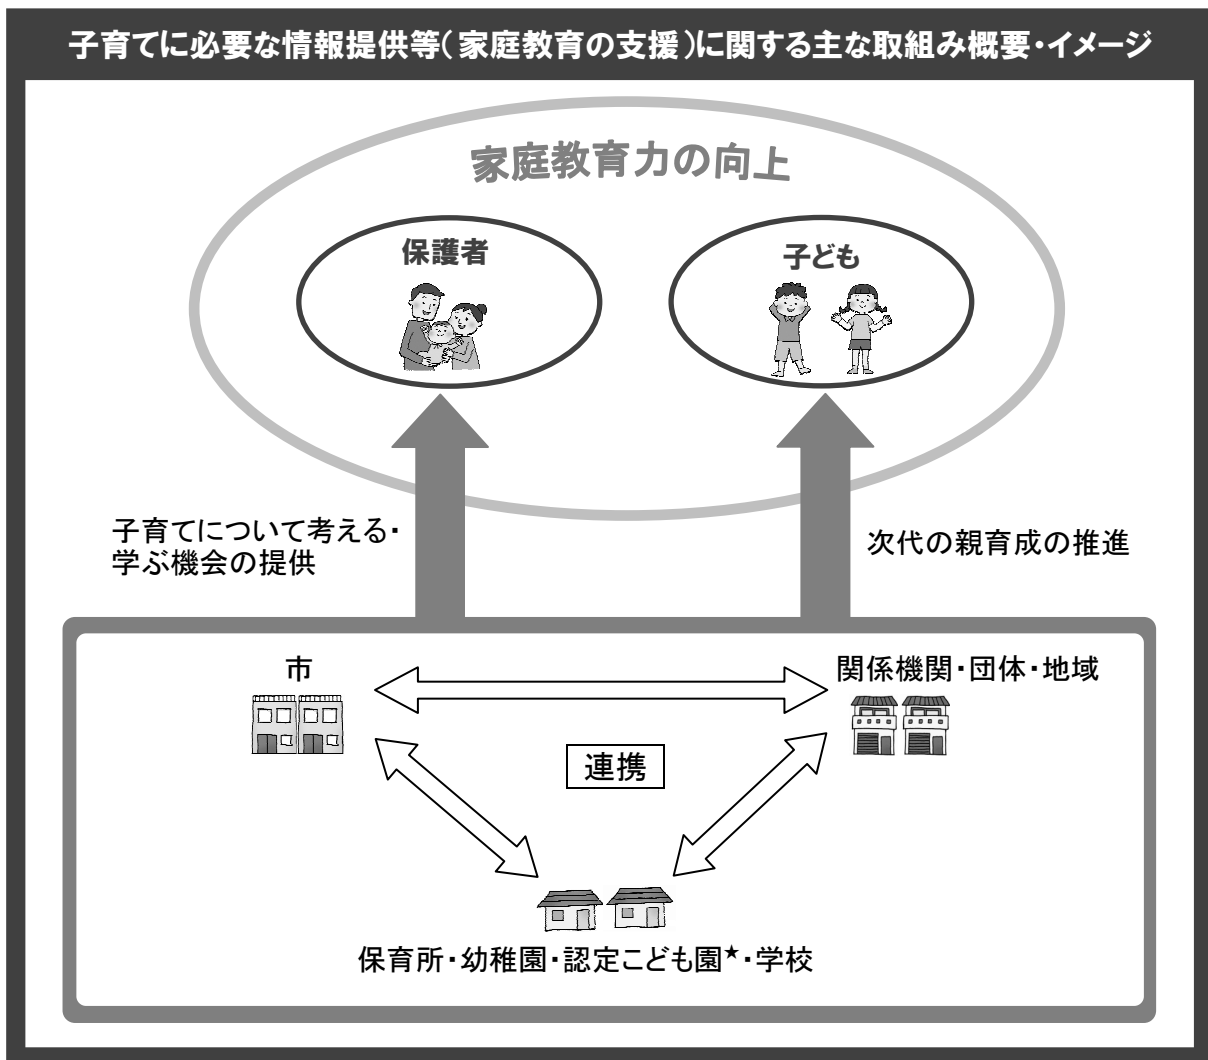 子育てに必要な情報提供等(家庭教育の支援)に関する主な取組み概要・イメージ
家庭教育力の向上
保護者
子ども
子育てについて考える・
学ぶ機会の提供
次代の親育成の推進
市
関係機関・団体・地域
連携
保育所・幼稚園・認定こども園★・学校